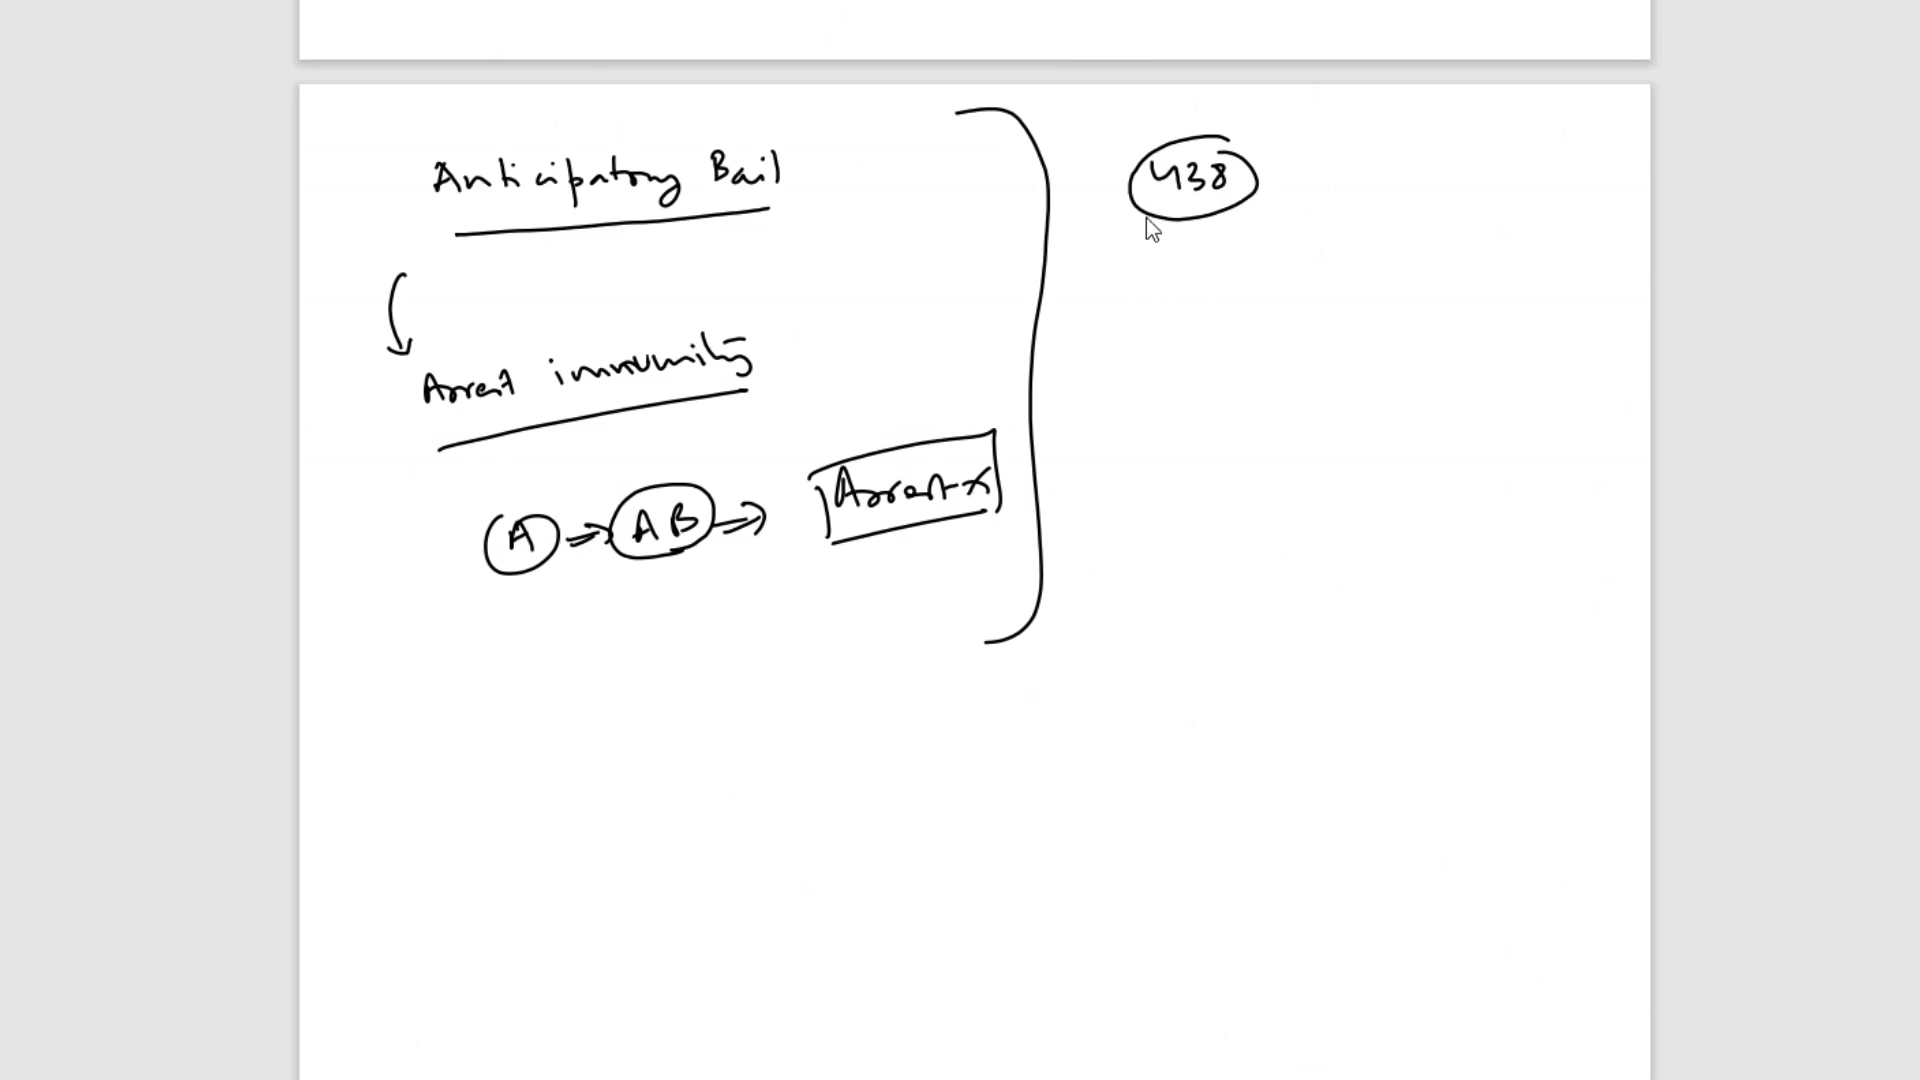 Anticipatory Bail
438
Arrest immunity
A → AB → Arrest x